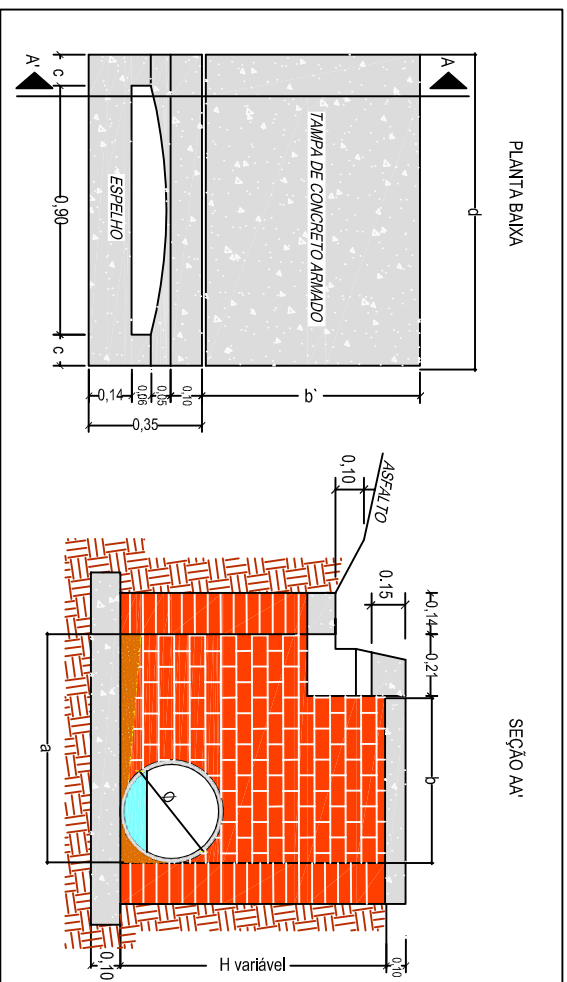 PLANTA BAIXA
A
A'
d
TAMPA DE CONCRETO ARMADO
ESPELHO
c
0,90
c
0,14
0,06
0,05
0,10
0,35
b`
SEÇÃO AA'
ASFALTO
0,10
0.15
0,14
0,21
b
a
Ø
0,10
H variável
0,10